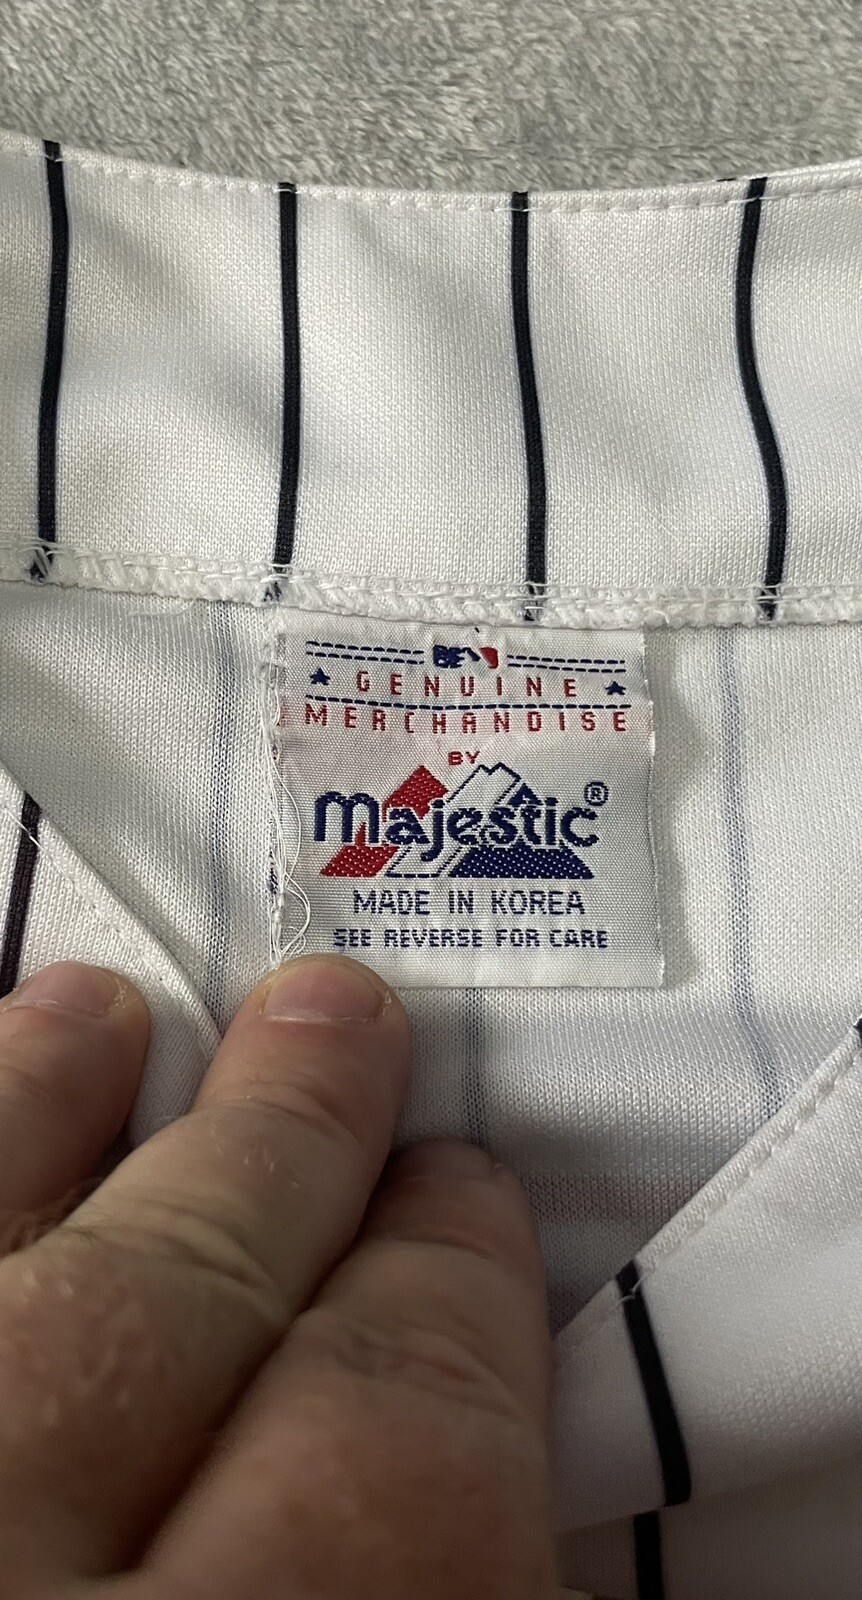 ★ GENUINE ★
MERCHANDISE
BY
Majestic®
MADE IN KOREA
SEE REVERSE FOR CARE